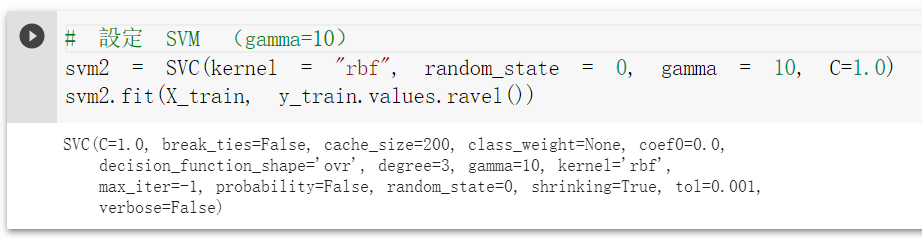 # 設定 SVM （gamma=10）
svm2 = SVC(kernel = "rbf", random_state = 0, gamma = 10, C=1.0)
svm2.fit(X_train, y_train.values.ravel())
SVC(C=1.0, break_ties=False, cache_size=200, class_weight=None, coef0=0.0,
    decision_function_shape='ovr', degree=3, gamma=10, kernel='rbf',
    max_iter=-1, probability=False, random_state=0, shrinking=True, tol=0.001,
    verbose=False)